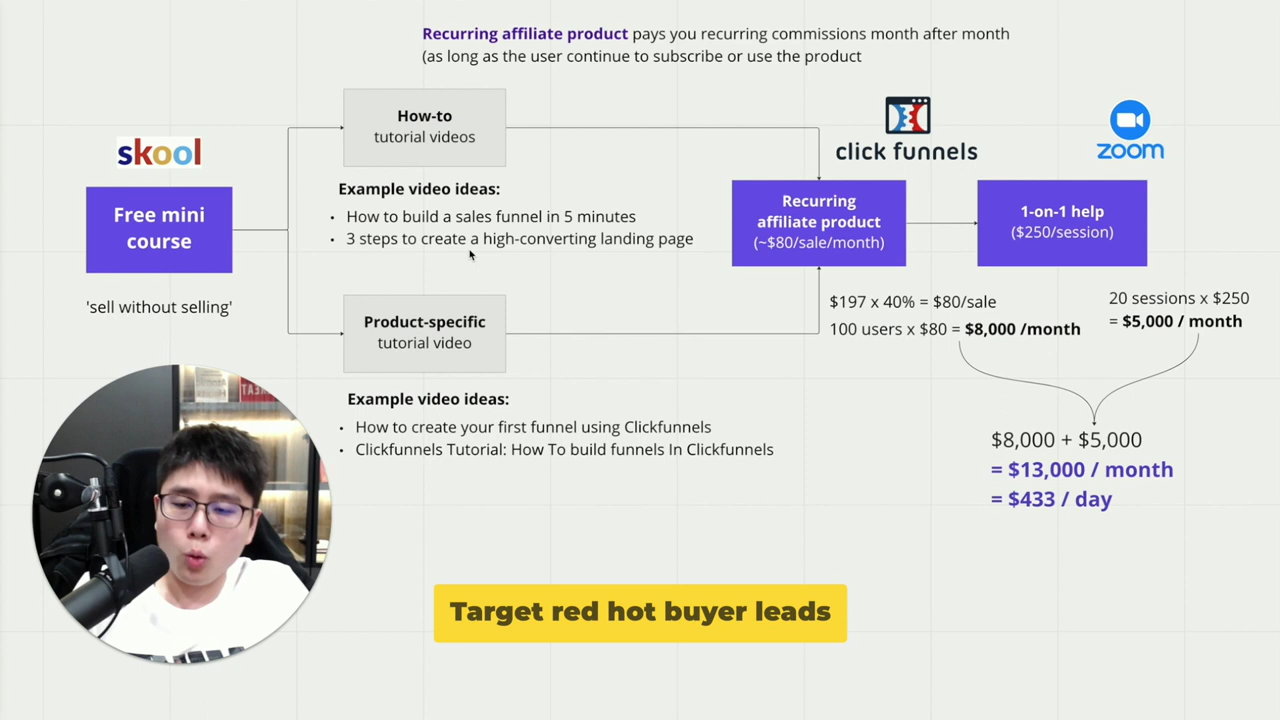 Recurring affiliate product pays you recurring commissions month after month
(as long as the user continue to subscribe or use the product
skool
Free mini
course
'sell without selling'
How-to
tutorial videos
Example video ideas:
• How to build a sales funnel in 5 minutes
• 3 steps to create a high-converting landing page
Product-specific
tutorial video
Example video ideas:
• How to create your first funnel using Clickfunnels
• Clickfunnels Tutorial: How To build funnels In Clickfunnels
click funnels
Recurring
affiliate product
(~$80/sale/month)
$197 x 40% = $80/sale
100 users x $80 = $8,000 /month
zoom
1-on-1 help
($250/session)
20 sessions x $250
= $5,000 / month
$8,000 + $5,000
= $13,000 / month
= $433 / day
Target red hot buyer leads